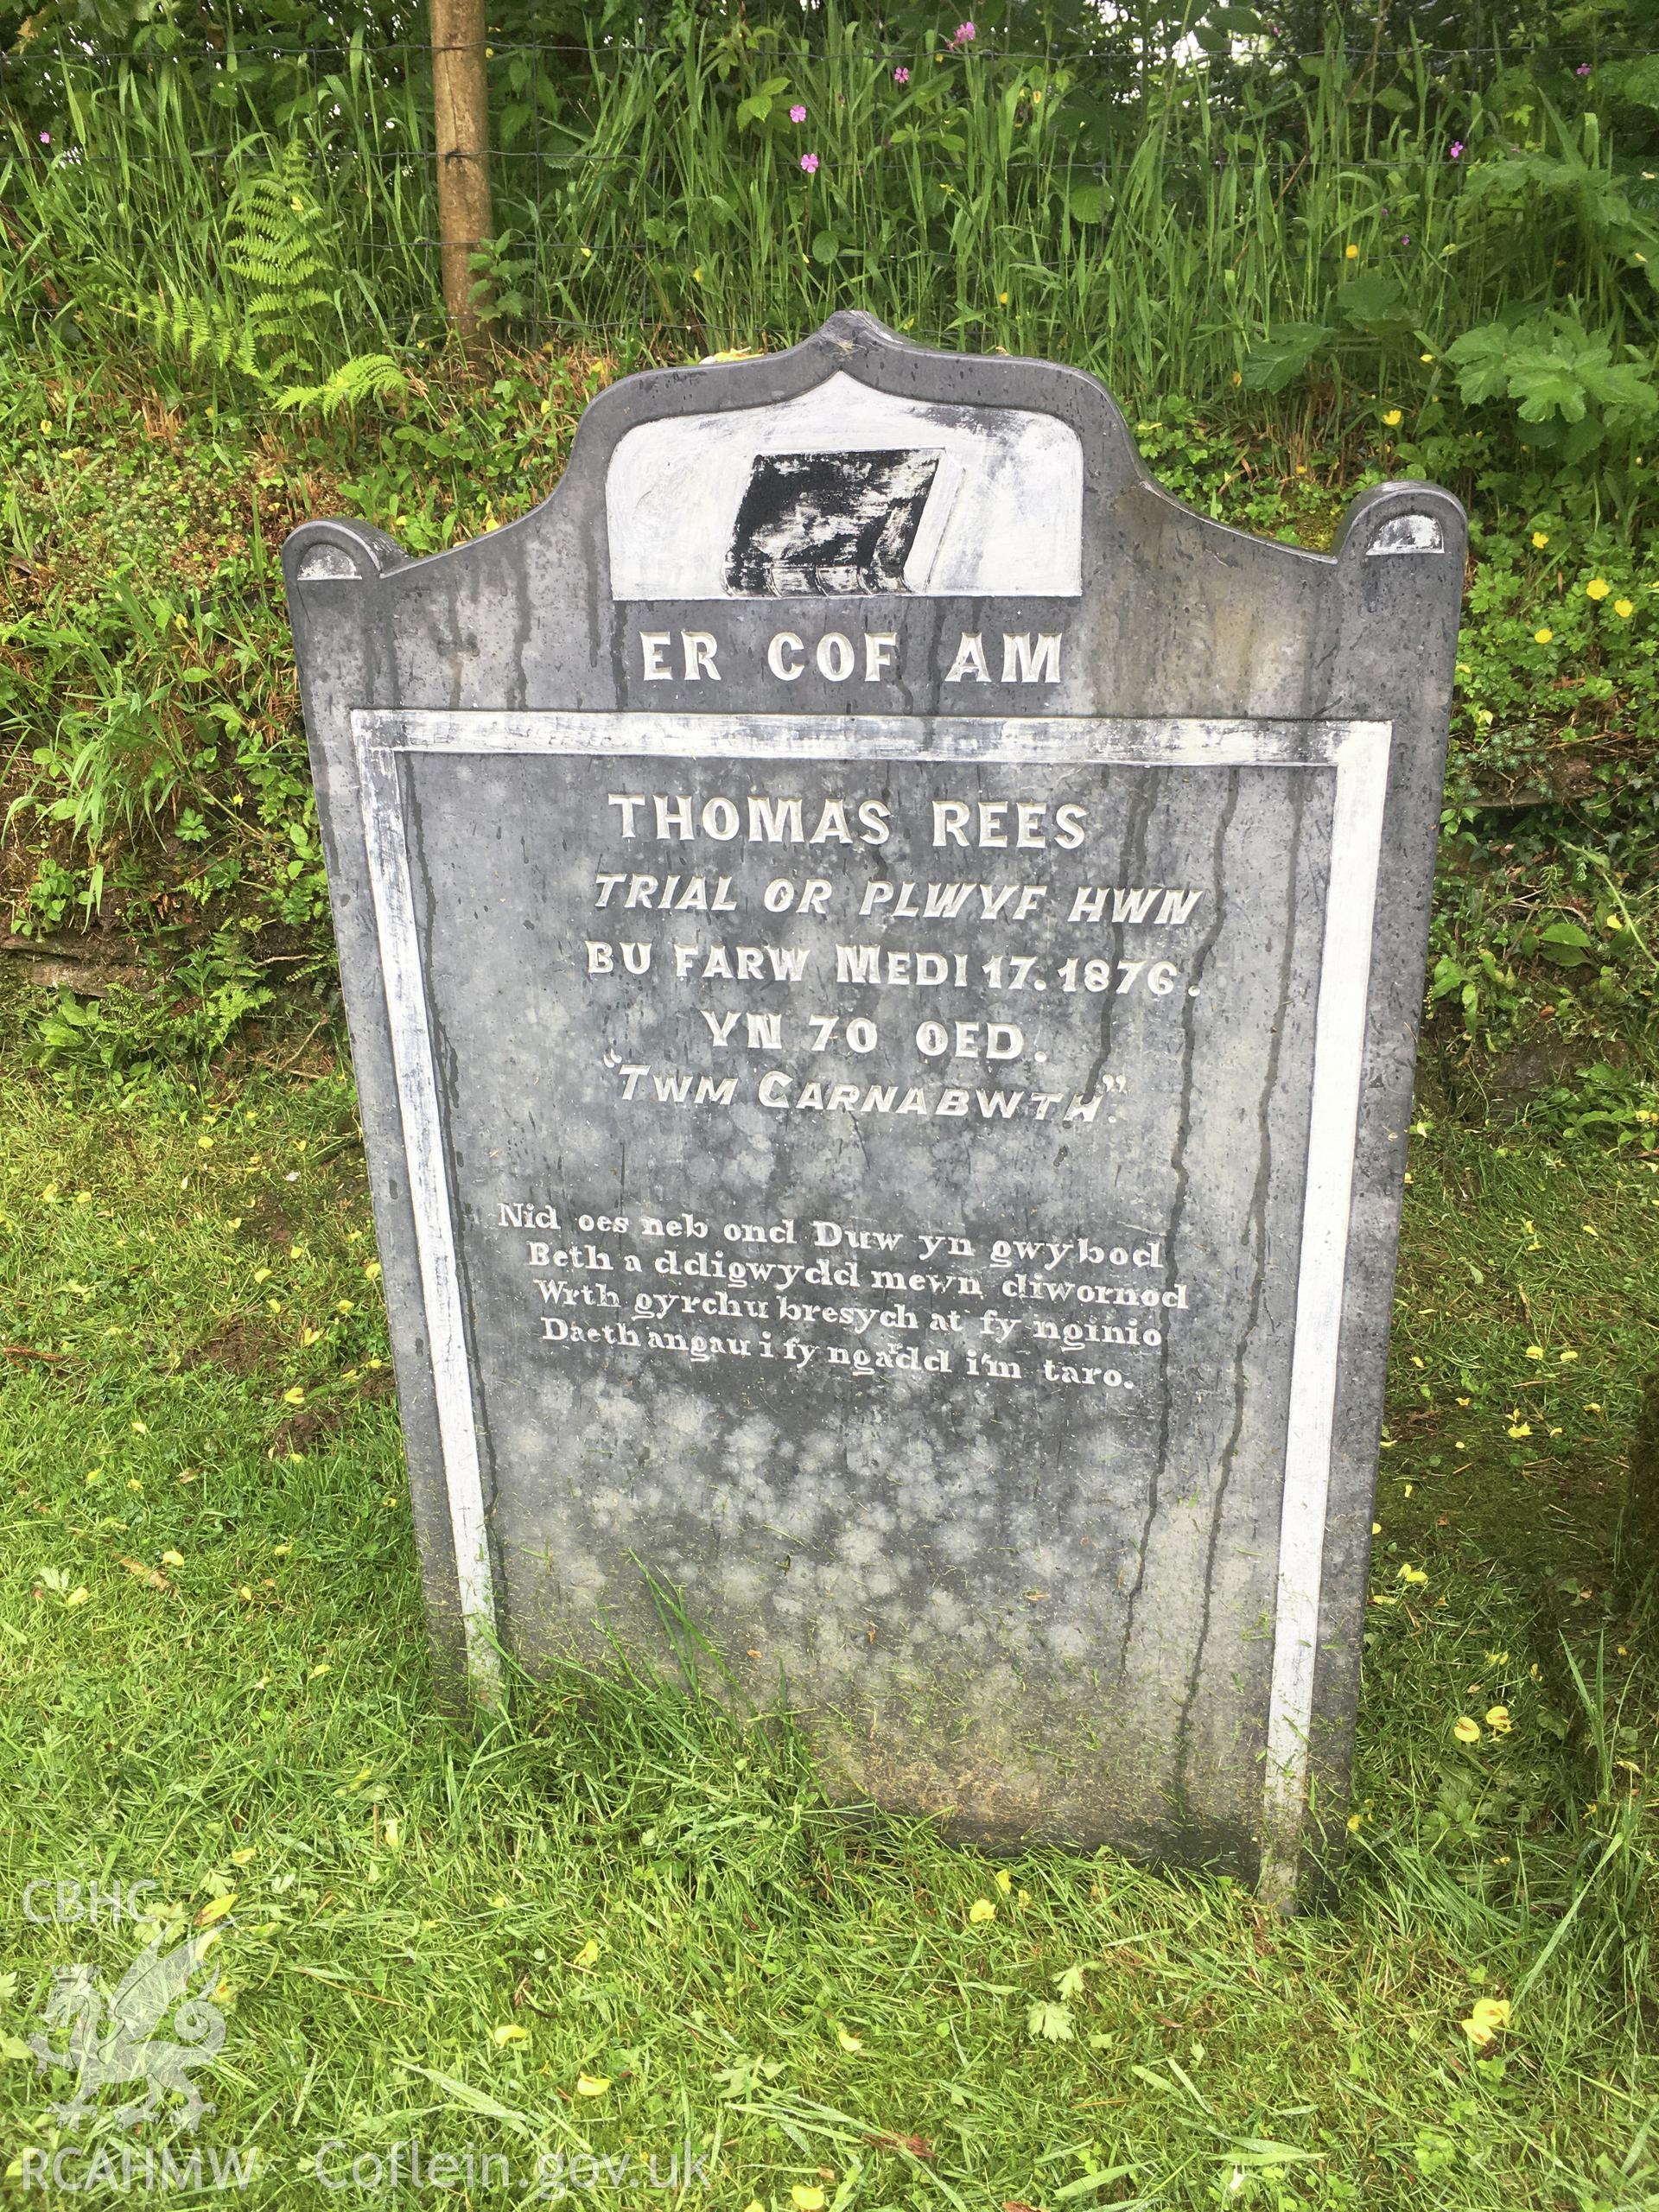 ER COF AM
THOMAS REES
TRIAL OR PLWYF HWN
BU FARW MEDI 17. 1876.
YN 70 OED.
"TWM CARNABWTH".
Nid oes neb ond Duw yn gwybod
Beth a ddigwydd mewn diwornod
Wrth gyrchu bresych at fy nginio
Daeth angau i fy ngardd i'm taro.
CBHC
RCAHMW Coflein.gov.uk